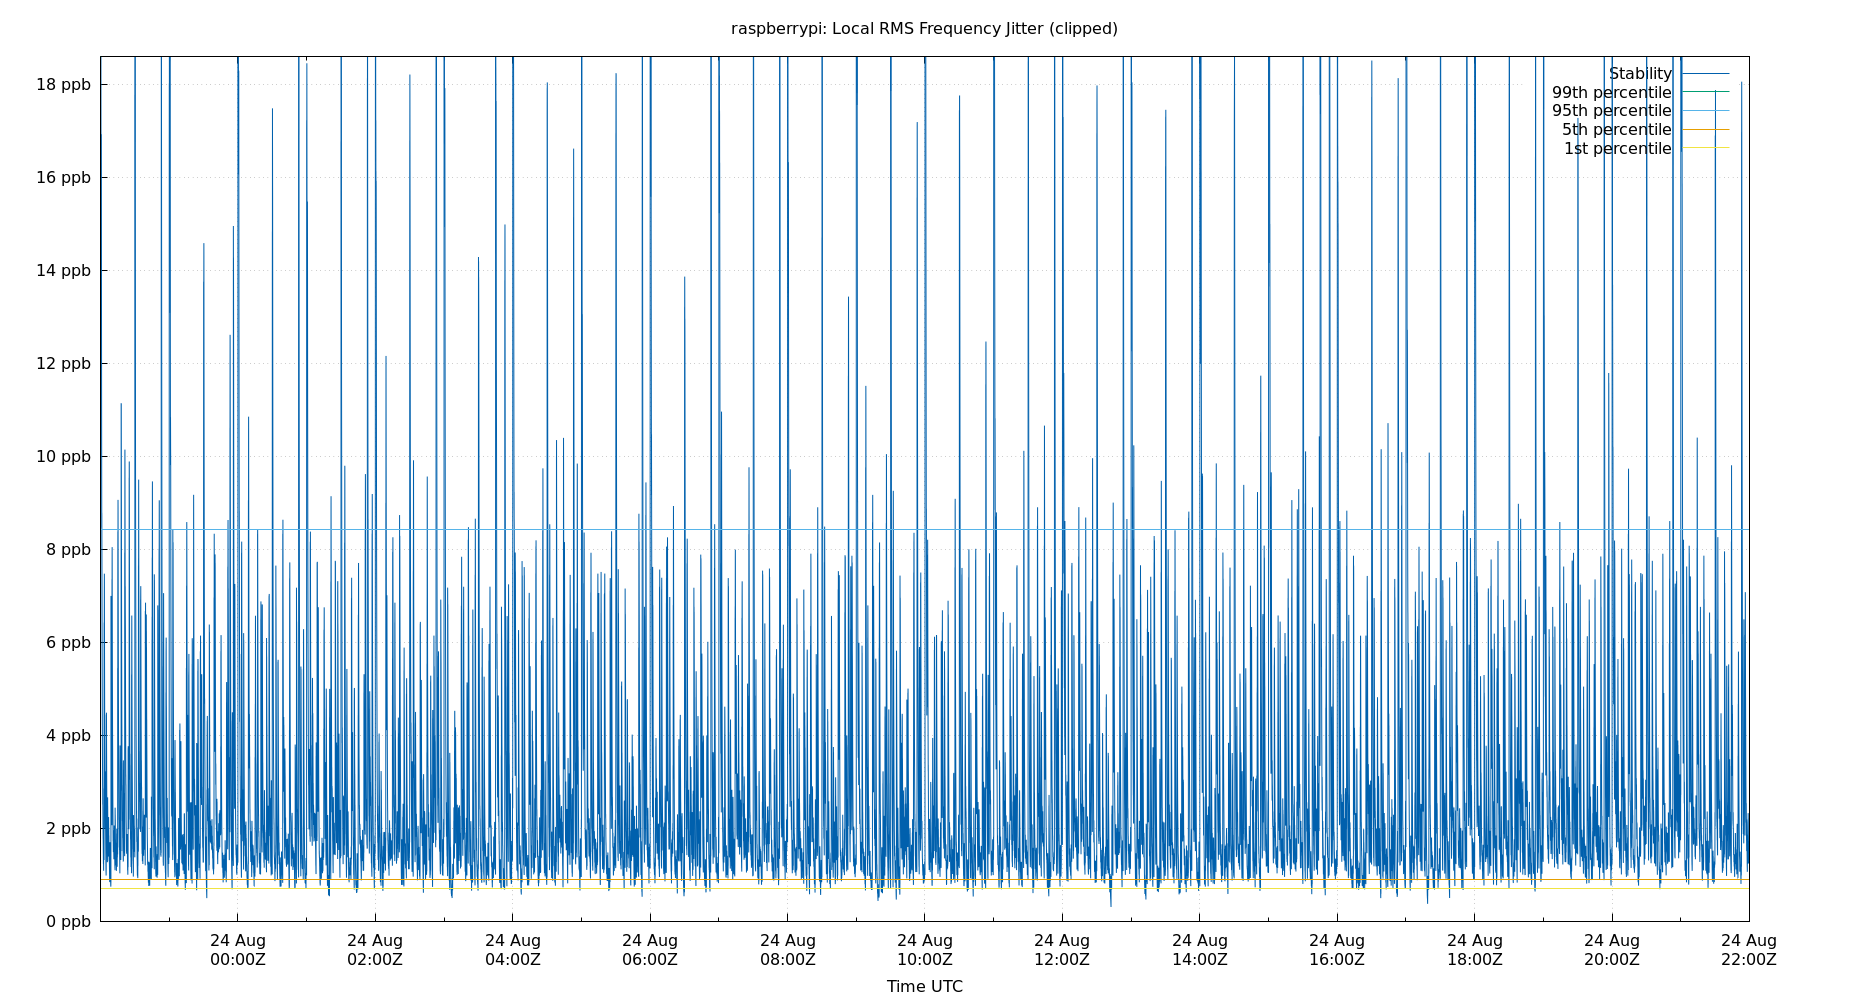 raspberrypi: Local RMS Frequency Jitter (clipped)
18 ppb
16 ppb
14 ppb
12 ppb
10 ppb
8 ppb
6 ppb
4 ppb
2 ppb
0 ppb
Stability
99th percentile
95th percentile
5th percentile
1st percentile
24 Aug 24 Aug 24 Aug 24 Aug 24 Aug 24 Aug 24 Aug 24 Aug 24 Aug 24 Aug 24 Aug 24 Aug
00:00Z 02:00Z 04:00Z 06:00Z 08:00Z 10:00Z 12:00Z 14:00Z 16:00Z 18:00Z 20:00Z 22:00Z
Time UTC